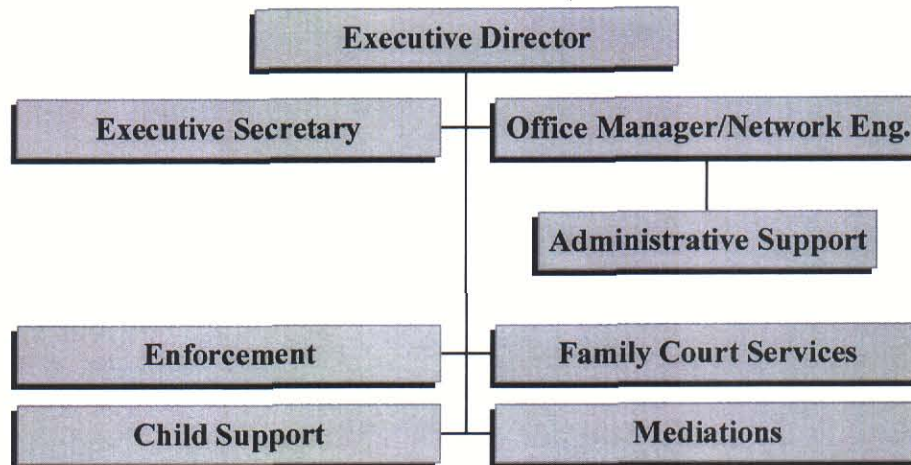 Executive Director
Executive Secretary
Office Manager/Network Eng.
Administrative Support
Enforcement
Family Court Services
Child Support
Mediations